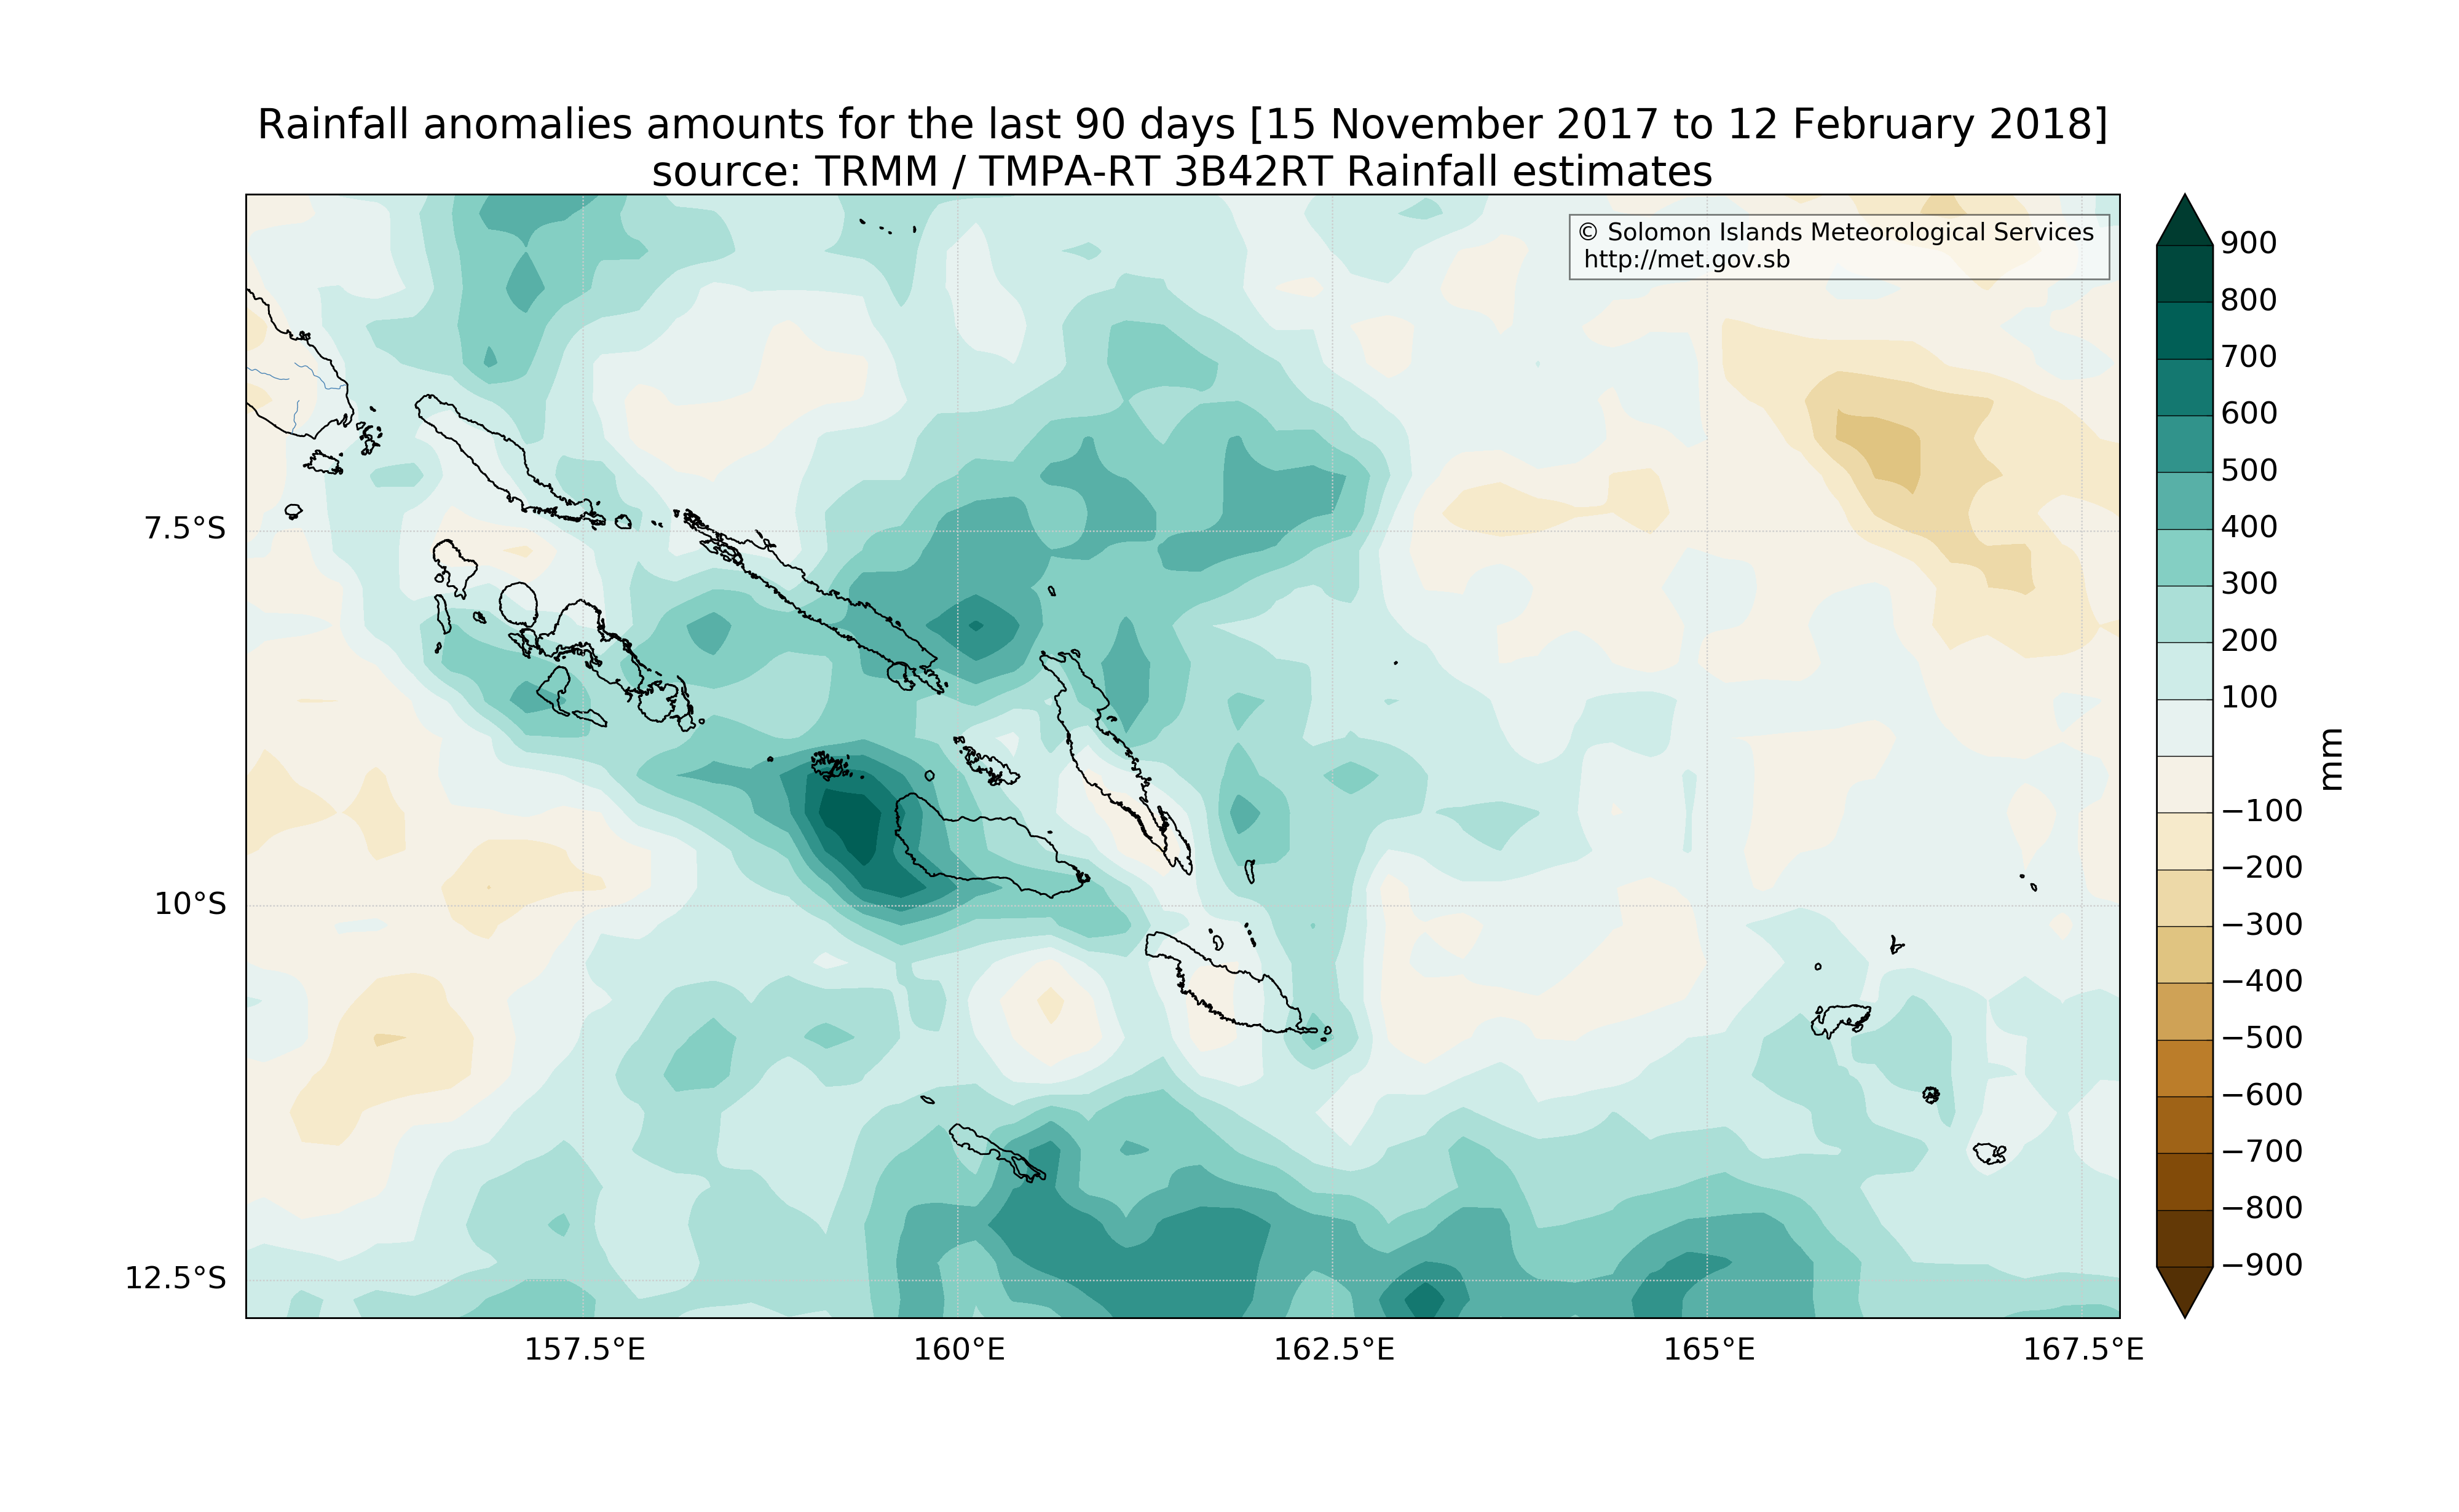 Rainfall anomalies amounts for the last 90 days [15 November 2017 to 12 February 2018]
source: TRMM / TMPA-RT 3B42RT Rainfall estimates
© Solomon Islands Meteorological Services
http://met.gov.sb
7.5°S
10°S
12.5°S
157.5°E
160°E
162.5°E
165°E
167.5°E
900
800
700
600
500
400
300
200
100
−100
−200
−300
−400
−500
−600
−700
−800
−900
mm